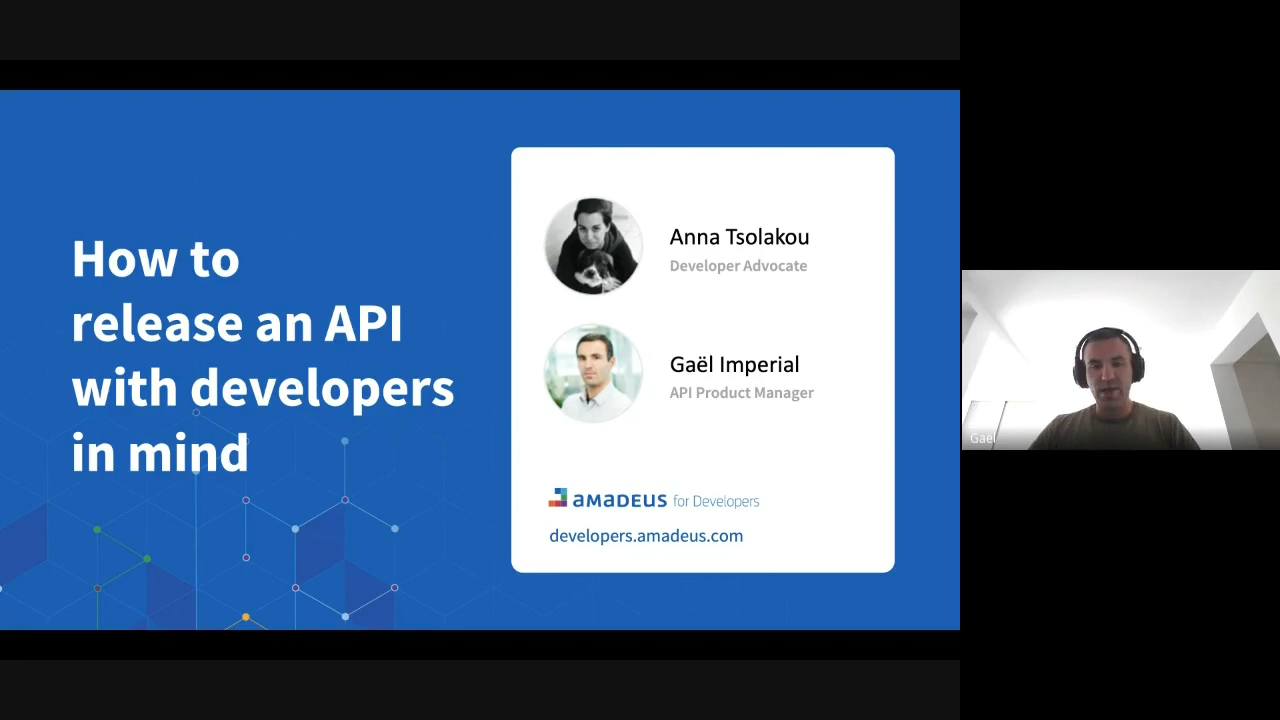 How to
release an API
with developers
in mind
Anna Tsolakou
Developer Advocate
Gaël Imperial
API Product Manager
amadeus for Developers
developers.amadeus.com
Gaël